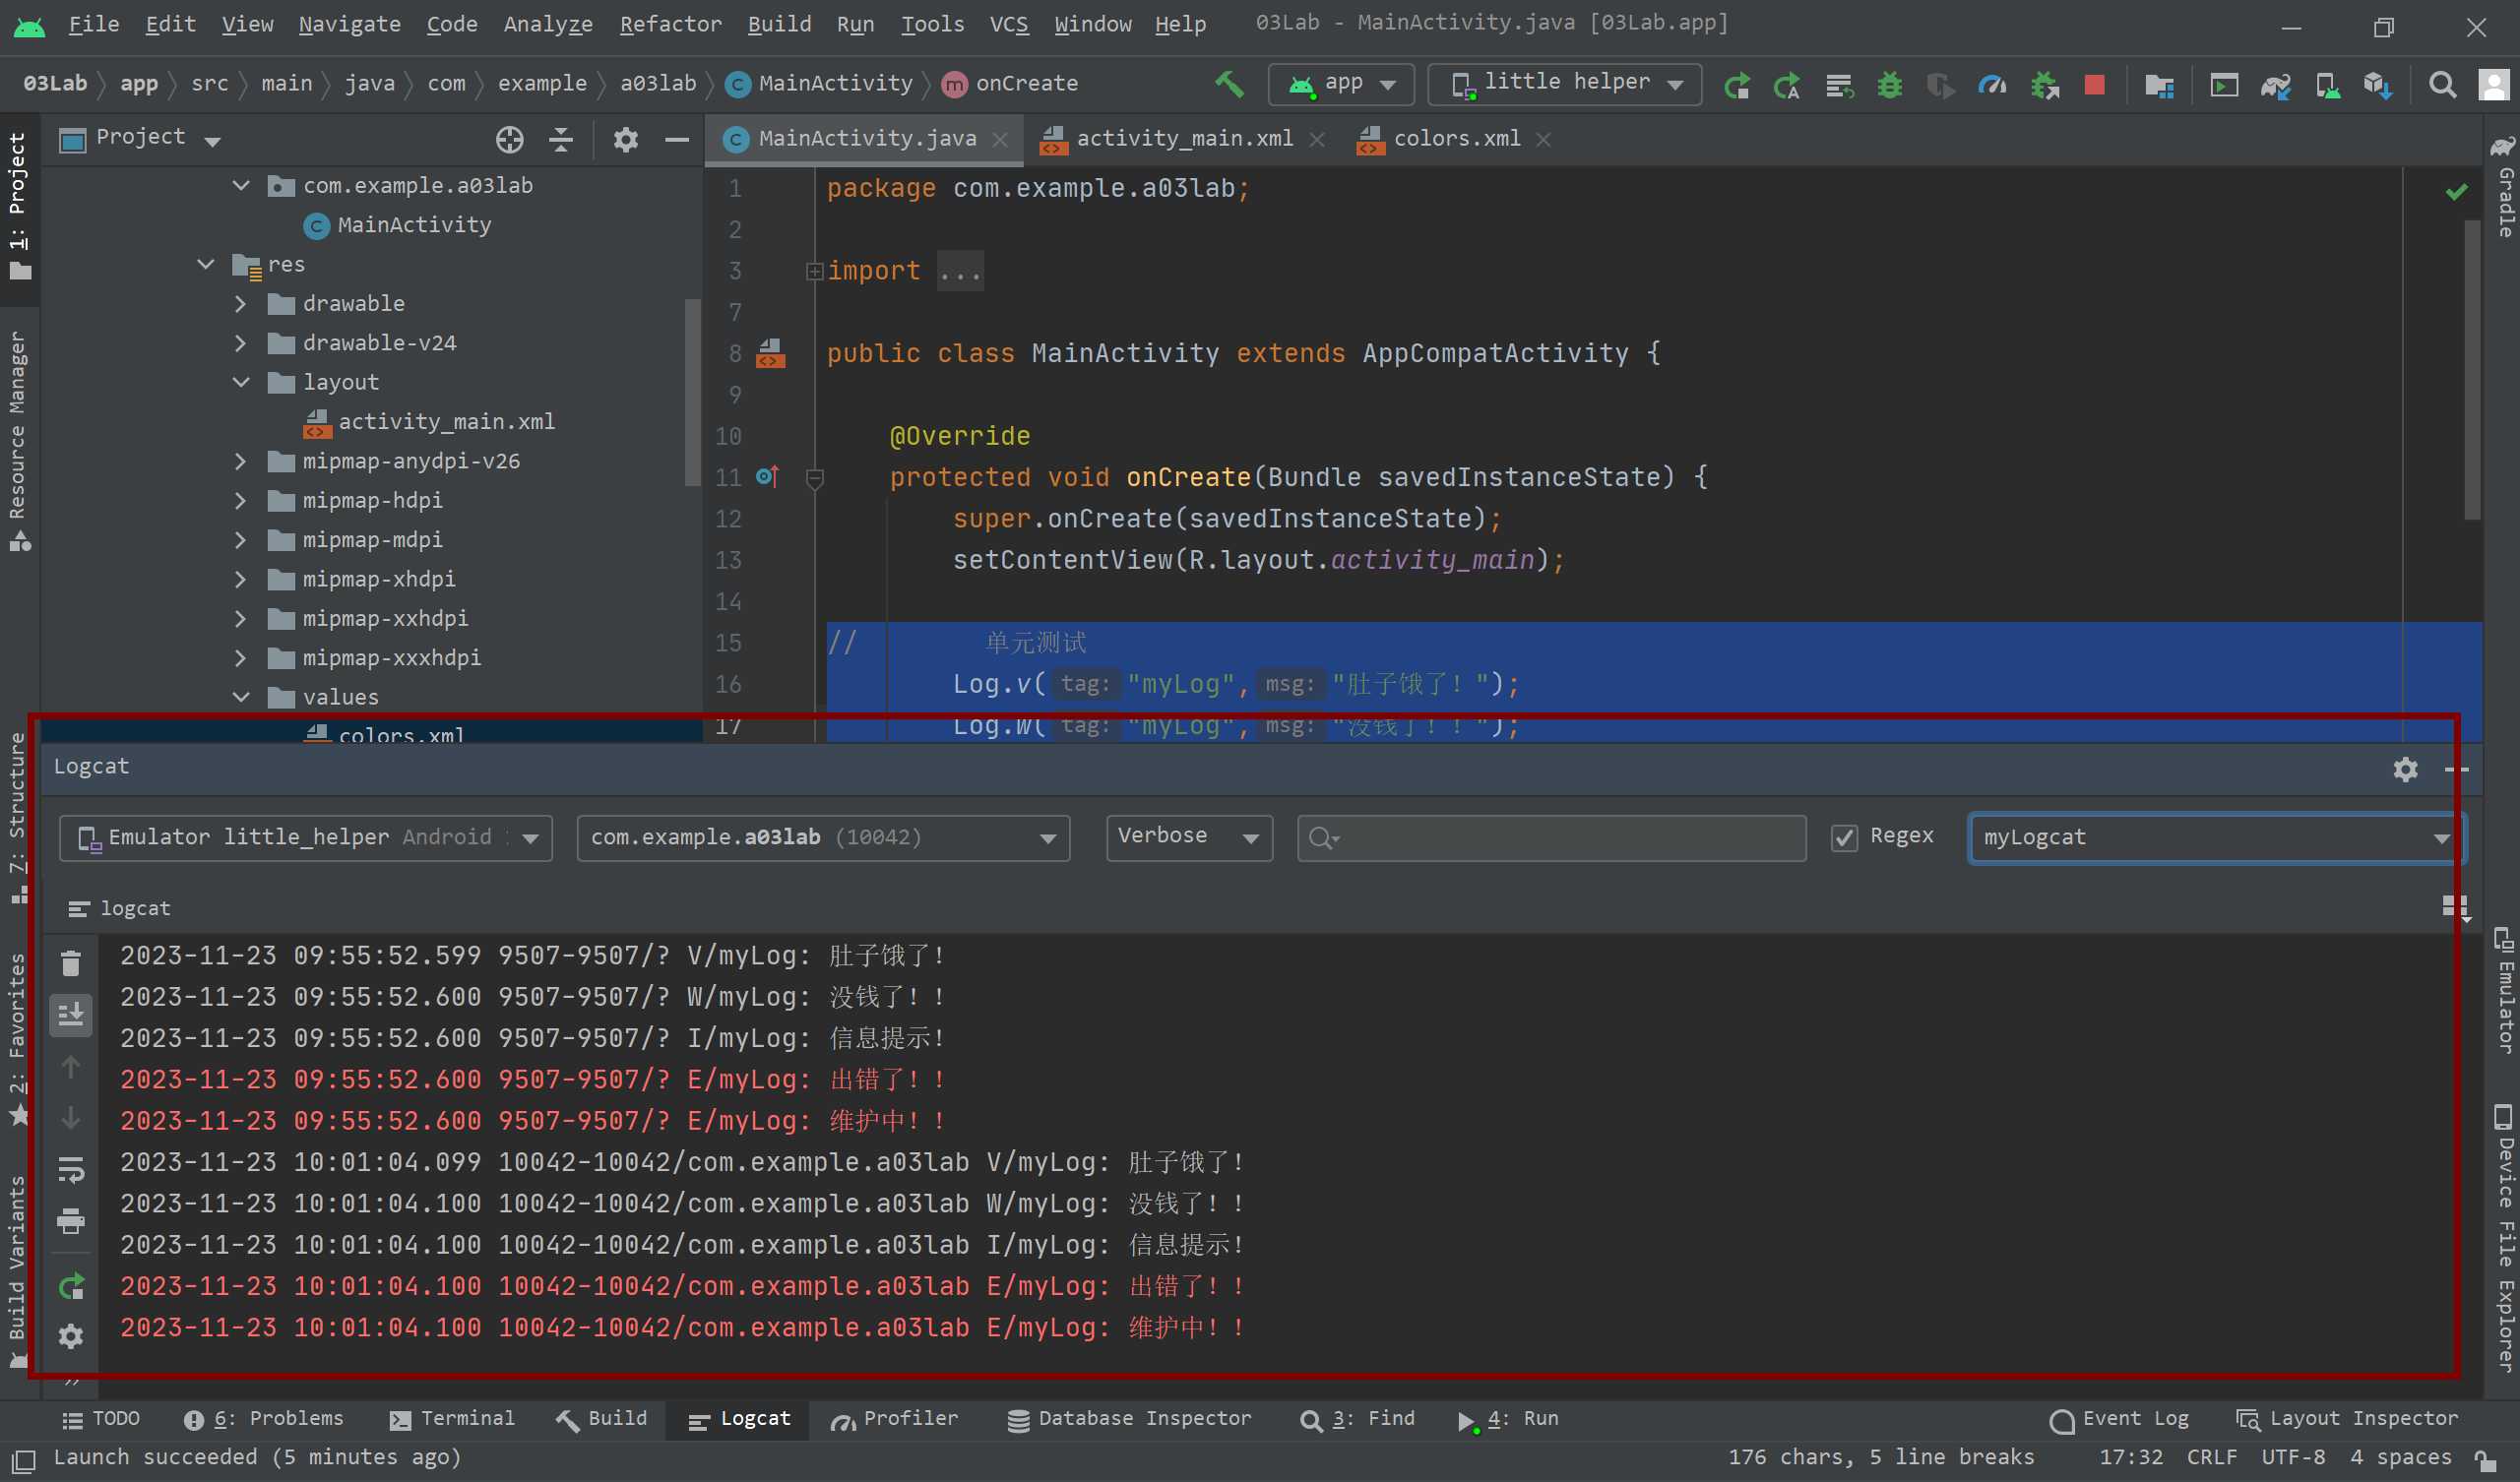 File Edit View Navigate Code Analyze Refactor Build Run Tools VCS Window Help 03Lab - MainActivity.java [03Lab.app]
03Lab app src main java com example a03lab MainActivity onCreate app little helper
Project
MainActivity.java activity_main.xml colors.xml
1: Project
Resource Manager
7: Structure
2: Favorites
Build Variants
com.example.a03lab
MainActivity
res
drawable
drawable-v24
layout
activity_main.xml
mipmap-anydpi-v26
mipmap-hdpi
mipmap-mdpi
mipmap-xhdpi
mipmap-xxhdpi
mipmap-xxxhdpi
values
colors.xml
1 package com.example.a03lab;
2
3 import ...
7
8 public class MainActivity extends AppCompatActivity {
9
10 @Override
11 protected void onCreate(Bundle savedInstanceState) {
12 super.onCreate(savedInstanceState);
13 setContentView(R.layout.activity_main);
14
15 // 单元测试
16 Log.v( tag: "myLog", msg: "肚子饿了！");
17 Log.w( tag: "myLog", msg: "没钱了！！");
Gradle
Emulator
Device File Explorer
Logcat
Emulator little_helper Android com.example.a03lab (10042) Verbose Regex myLogcat
logcat
2023-11-23 09:55:52.599 9507-9507/? V/myLog: 肚子饿了！
2023-11-23 09:55:52.600 9507-9507/? W/myLog: 没钱了！！
2023-11-23 09:55:52.600 9507-9507/? I/myLog: 信息提示！
2023-11-23 09:55:52.600 9507-9507/? E/myLog: 出错了！！
2023-11-23 09:55:52.600 9507-9507/? E/myLog: 维护中！！
2023-11-23 10:01:04.099 10042-10042/com.example.a03lab V/myLog: 肚子饿了！
2023-11-23 10:01:04.100 10042-10042/com.example.a03lab W/myLog: 没钱了！！
2023-11-23 10:01:04.100 10042-10042/com.example.a03lab I/myLog: 信息提示！
2023-11-23 10:01:04.100 10042-10042/com.example.a03lab E/myLog: 出错了！！
2023-11-23 10:01:04.100 10042-10042/com.example.a03lab E/myLog: 维护中！！
TODO 6: Problems Terminal Build Logcat Profiler Database Inspector 3: Find 4: Run Event Log Layout Inspector
Launch succeeded (5 minutes ago) 176 chars, 5 line breaks 17:32 CRLF UTF-8 4 spaces